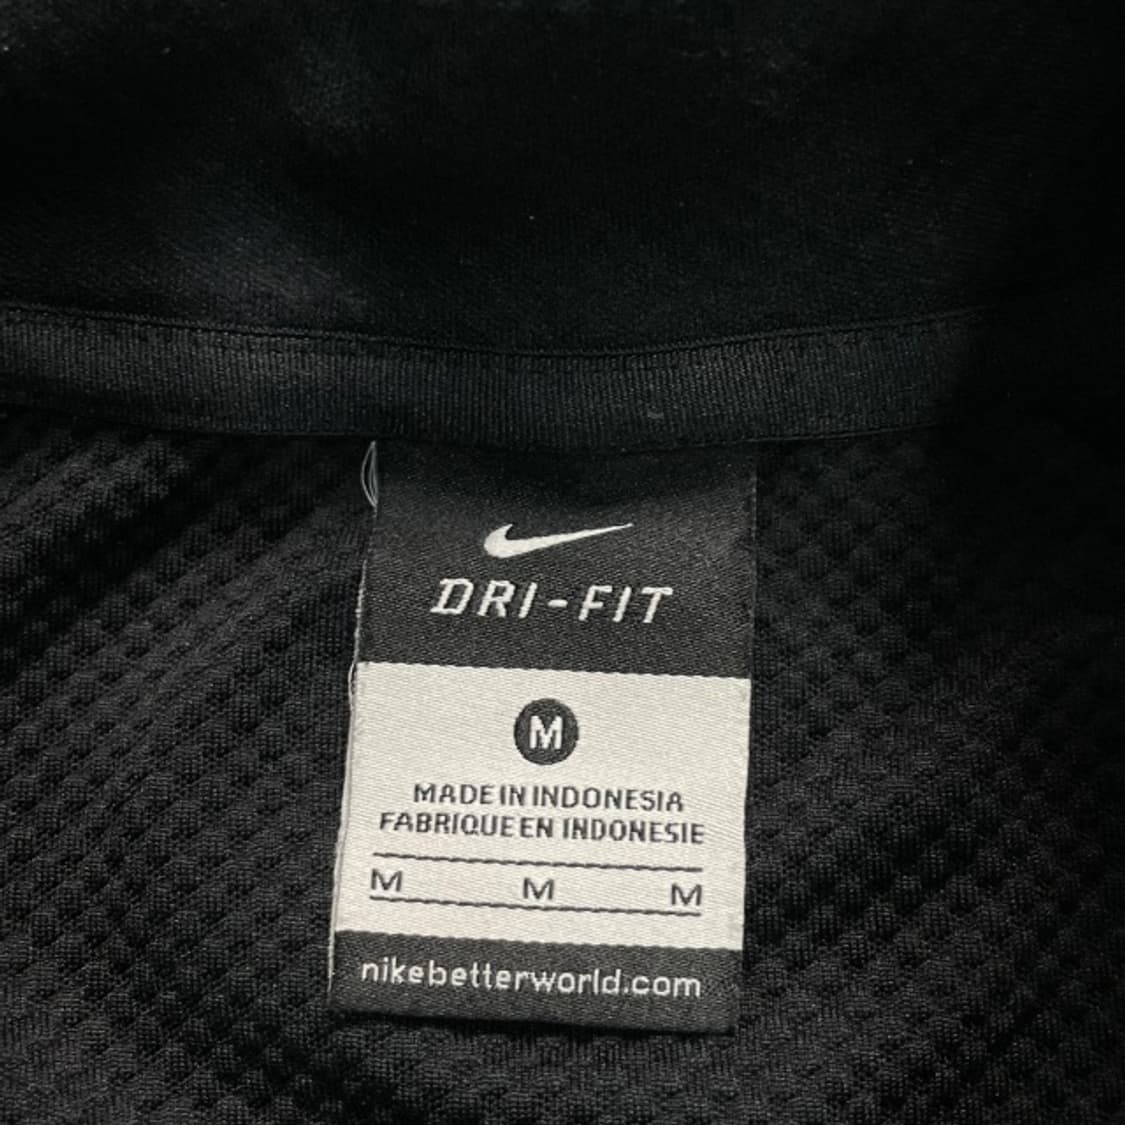 DRI-FIT
M
MADE IN INDONESIA
FABRIQUE EN INDONESIE
M M M
nikebetterworld.com